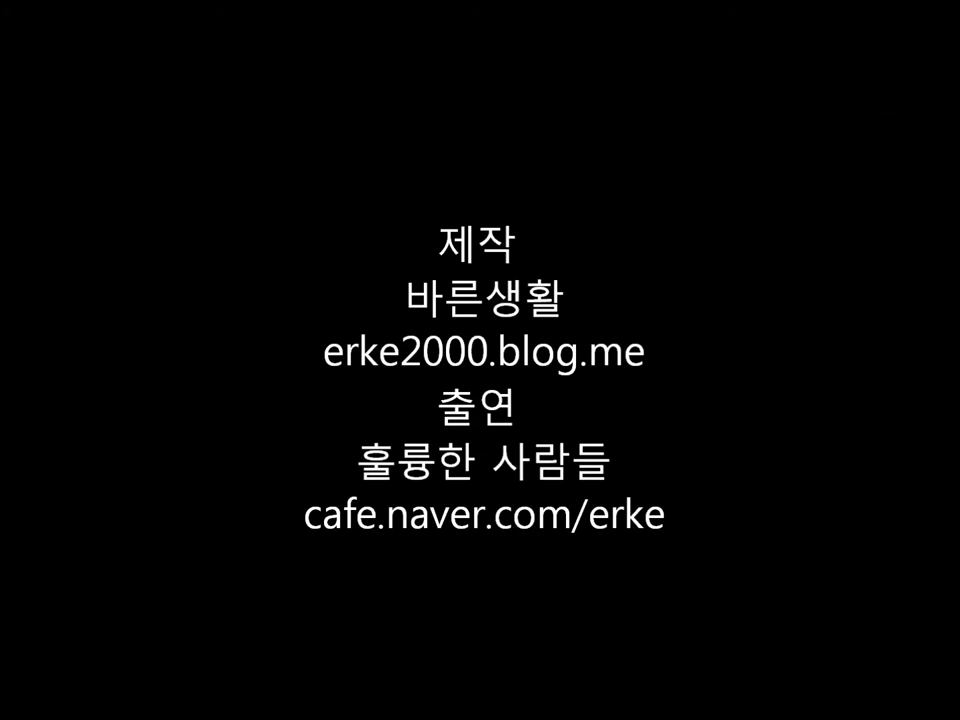 제작
바른생활
erke2000.blog.me
출연
훌륭한 사람들
cafe.naver.com/erke